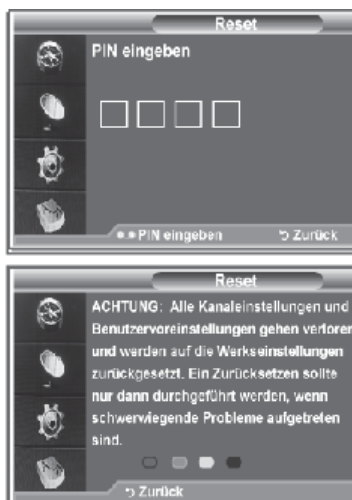 Reset
PIN eingeben
PIN eingeben Zurück
Reset
ACHTUNG: Alle Kanaleinstellungen und
Benutzervoreinstellungen gehen verloren
und werden auf die Werkseinstellungen
zurückgesetzt. Ein Zurücksetzen sollte
nur dann durchgeführt werden, wenn
schwerwiegende Probleme aufgetreten
sind.
Zurück